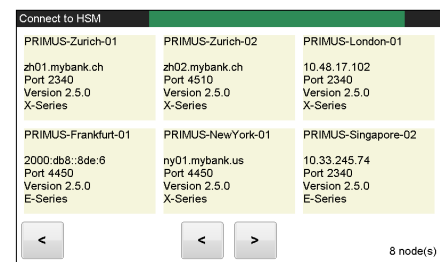 Connect to HSM
PRIMUS-Zurich-01
zh01.mybank.ch
Port 2340
Version 2.5.0
X-Series
PRIMUS-Zurich-02
zh02.mybank.ch
Port 4510
Version 2.5.0
X-Series
PRIMUS-London-01
10.48.17.102
Port 2340
Version 2.5.0
X-Series
PRIMUS-Frankfurt-01
2000:db8::8de:6
Port 4450
Version 2.5.0
E-Series
PRIMUS-NewYork-01
ny01.mybank.us
Port 4450
Version 2.5.0
X-Series
PRIMUS-Singapore-02
10.33.245.74
Port 2340
Version 2.5.0
E-Series
< < >
8 node(s)